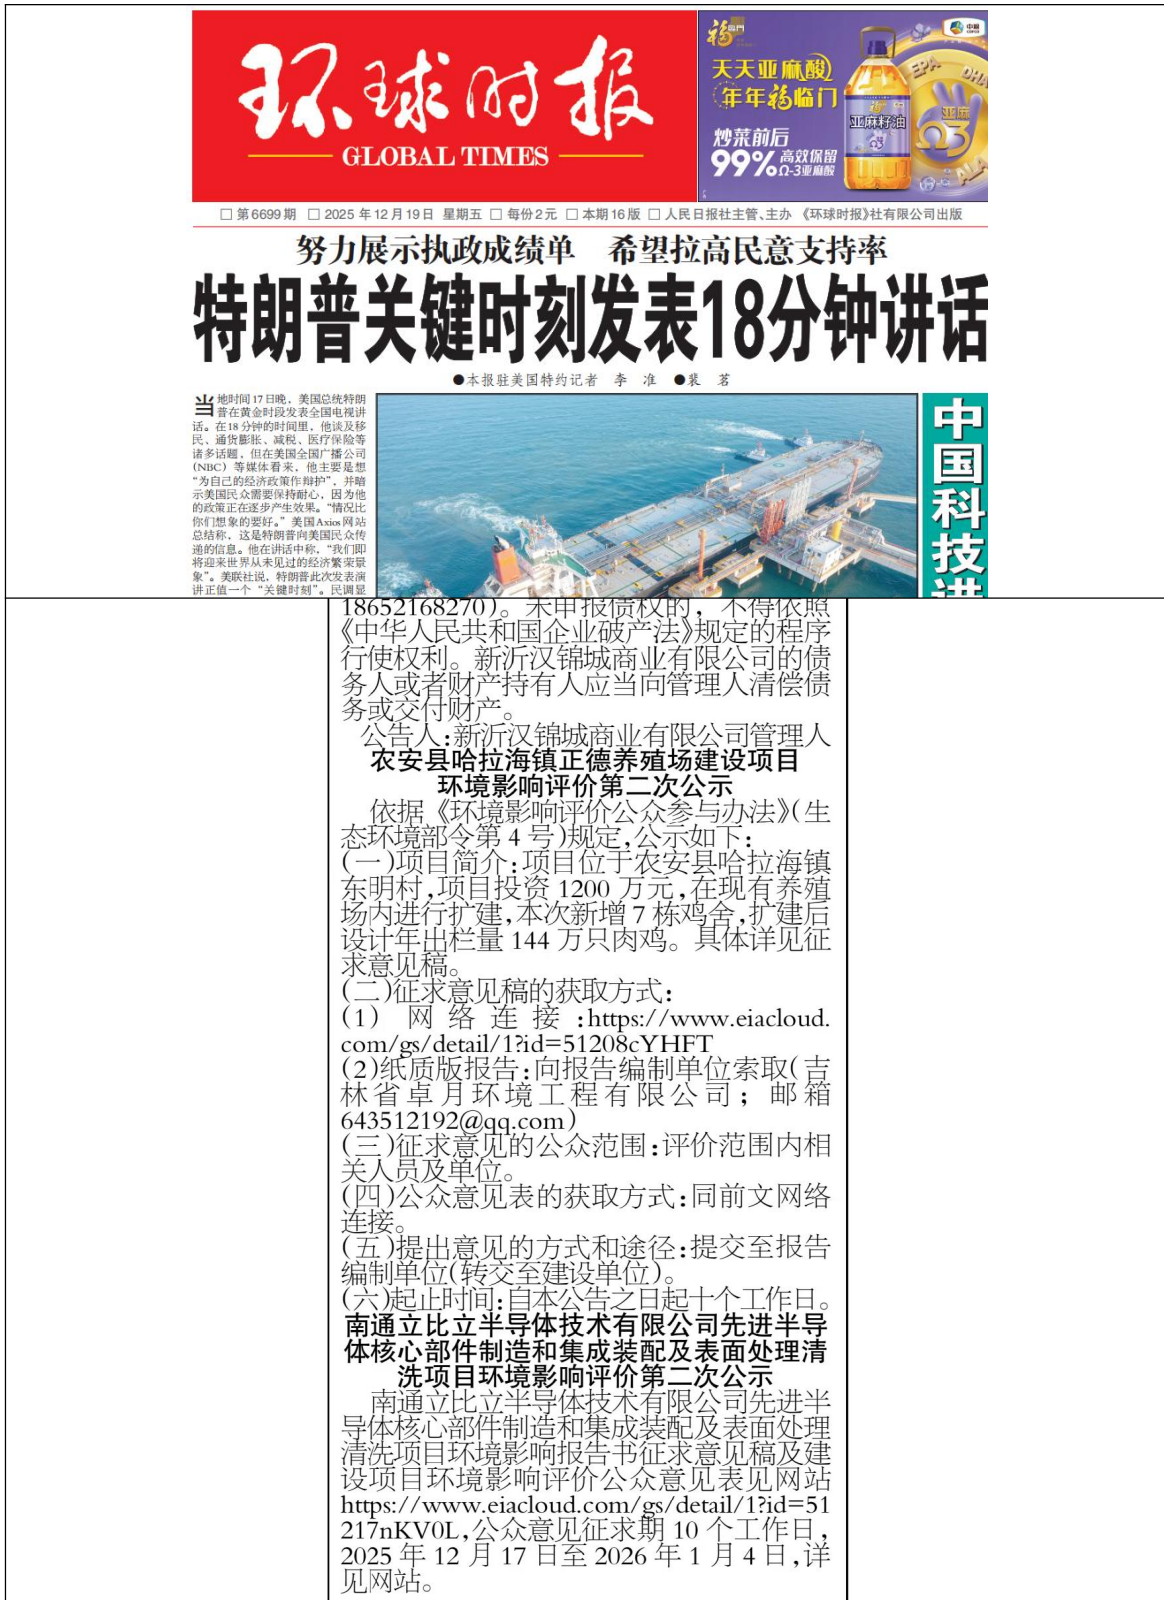 环球时报
GLOBAL TIMES
福临門
中粮
COFCO
天天亚麻酸
年年福临门
炒菜前后
99%高效保留
Ω-3亚麻酸
亚麻籽油
EPA
DHA
亚麻
Ω3
ALA
□ 第6699期 □ 2025年12月19日 星期五 □ 每份2元 □ 本期16版 □ 人民日报社主管、主办 《环球时报》社有限公司出版
努力展示执政成绩单 希望拉高民意支持率
特朗普关键时刻发表18分钟讲话
●本报驻美国特约记者 李 准 ●裴 茗
当地时间17日晚，美国总统特朗
普在黄金时段发表全国电视讲
话。在18分钟的时间里，他谈及移
民、通货膨胀、减税、医疗保险等
诸多话题，但在美国全国广播公司
(NBC）等媒体看来，他主要是想
“为自己的经济政策作辩护”，并暗
示美国民众需要保持耐心，因为他
的政策正在逐步产生效果。“情况比
你们想象的要好。”美国Axios网站
总结称，这是特朗普向美国民众传
递的信息。他在讲话中称，“我们即
将迎来世界从未见过的经济繁荣景
象”。美联社说，特朗普此次发表演
讲正值一个“关键时刻”。民调显
中国科技进
18652168270)。未申报债权的，不得依照
《中华人民共和国企业破产法》规定的程序
行使权利。新沂汉锦城商业有限公司的债
务人或者财产持有人应当向管理人清偿债
务或交付财产。
公告人:新沂汉锦城商业有限公司管理人
农安县哈拉海镇正德养殖场建设项目
环境影响评价第二次公示
依据《环境影响评价公众参与办法》(生
态环境部令第 4 号)规定,公示如下:
(一)项目简介:项目位于农安县哈拉海镇
东明村,项目投资 1200 万元,在现有养殖
场内进行扩建,本次新增 7 栋鸡舍,扩建后
设计年出栏量 144 万只肉鸡。具体详见征
求意见稿。
(二)征求意见稿的获取方式:
(1) 网络连接:https://www.eiacloud.
com/gs/detail/1?id=51208cYHFT
(2)纸质版报告:向报告编制单位索取(吉
林省卓月环境工程有限公司；邮箱
643512192@qq.com)
(三)征求意见的公众范围:评价范围内相
关人员及单位。
(四)公众意见表的获取方式:同前文网络
连接。
(五)提出意见的方式和途径:提交至报告
编制单位(转交至建设单位)。
(六)起止时间:自本公告之日起十个工作日。
南通立比立半导体技术有限公司先进半导
体核心部件制造和集成装配及表面处理清
洗项目环境影响评价第二次公示
南通立比立半导体技术有限公司先进半
导体核心部件制造和集成装配及表面处理
清洗项目环境影响报告书征求意见稿及建
设项目环境影响评价公众意见表见网站
https://www.eiacloud.com/gs/detail/1?id=51
217nKV0L,公众意见征求期 10 个工作日,
2025 年 12 月 17 日至 2026 年 1 月 4 日,详
见网站。